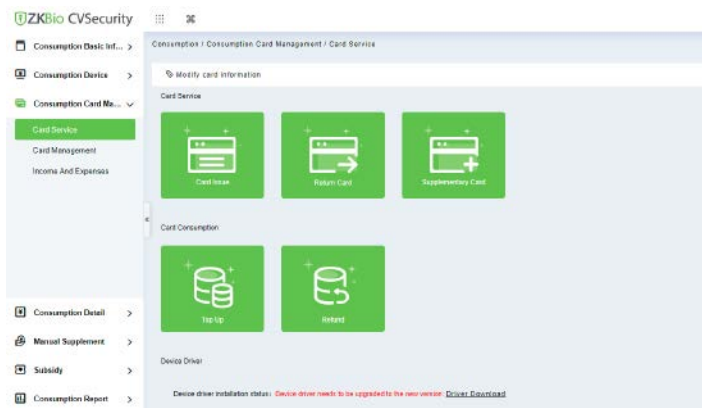 ZKBio CVSecurity
Consumption Basic Inf... >
Consumption / Consumption Card Management / Card Service
Consumption Device >
Modify card information
Consumption Card Ma...
Card Service
Card Service
Card Management
Income And Expenses
Card Issue
Return Card
Supplementary Card
Card Consumption
Top Up
Refund
Consumption Detail >
Manual Supplement >
Subsidy >
Device Driver
Consumption Report >
Device driver installation status: Device driver needs to be upgraded to the new version Driver Download